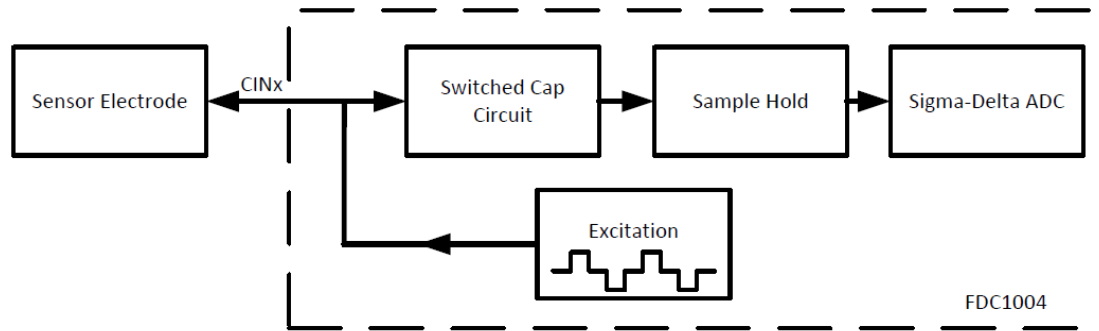 Sensor Electrode
CINx
Switched Cap
Circuit
Sample Hold
Sigma-Delta ADC
Excitation
FDC1004